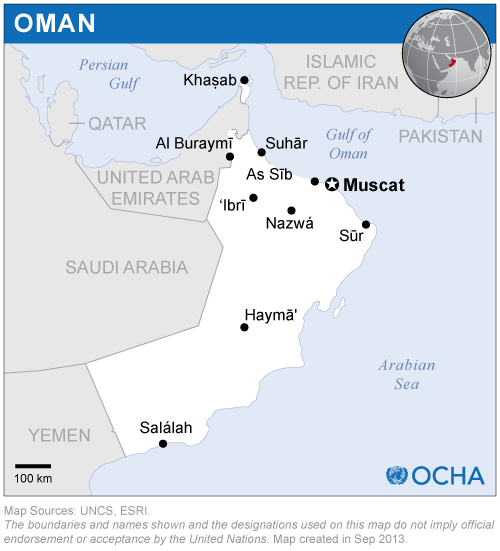 OMAN
Persian
Gulf
ISLAMIC
REP. OF IRAN
Khaṣab
QATAR
PAKISTAN
Gulf of
Oman
Al Buraymī
Suhār
As Sīb
Muscat
UNITED ARAB
EMIRATES
‘Ibrī
Nazwá
Sūr
SAUDI ARABIA
Haymā'
Arabian
Sea
YEMEN
Salálah
100 km
OCHA
Map Sources: UNCS, ESRI.
The boundaries and names shown and the designations used on this map do not imply official
endorsement or acceptance by the United Nations. Map created in Sep 2013.